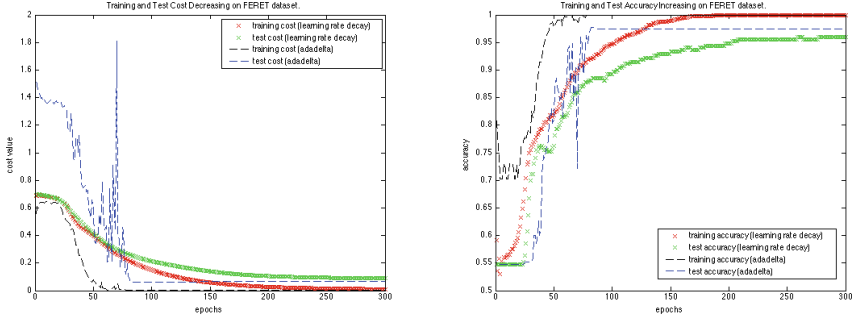 Training and Test Cost Decreasing on FERET dataset.
2
1.8
1.6
1.4
1.2
1
0.8
0.6
0.4
0.2
0
cost value
training cost (learning rate decay)
test cost (learning rate decay)
training cost (adadelta)
test cost (adadelta)
0
50
100
150
200
250
300
epochs
Training and Test Accuracy Increasing on FERET dataset.
1
0.95
0.9
0.85
0.8
0.75
0.7
0.65
0.6
0.55
0.5
accuracy
training accuracy (learning rate decay)
test accuracy (learning rate decay)
training accuracy (adadelta)
test accuracy (adadelta)
0
50
100
150
200
250
300
epochs